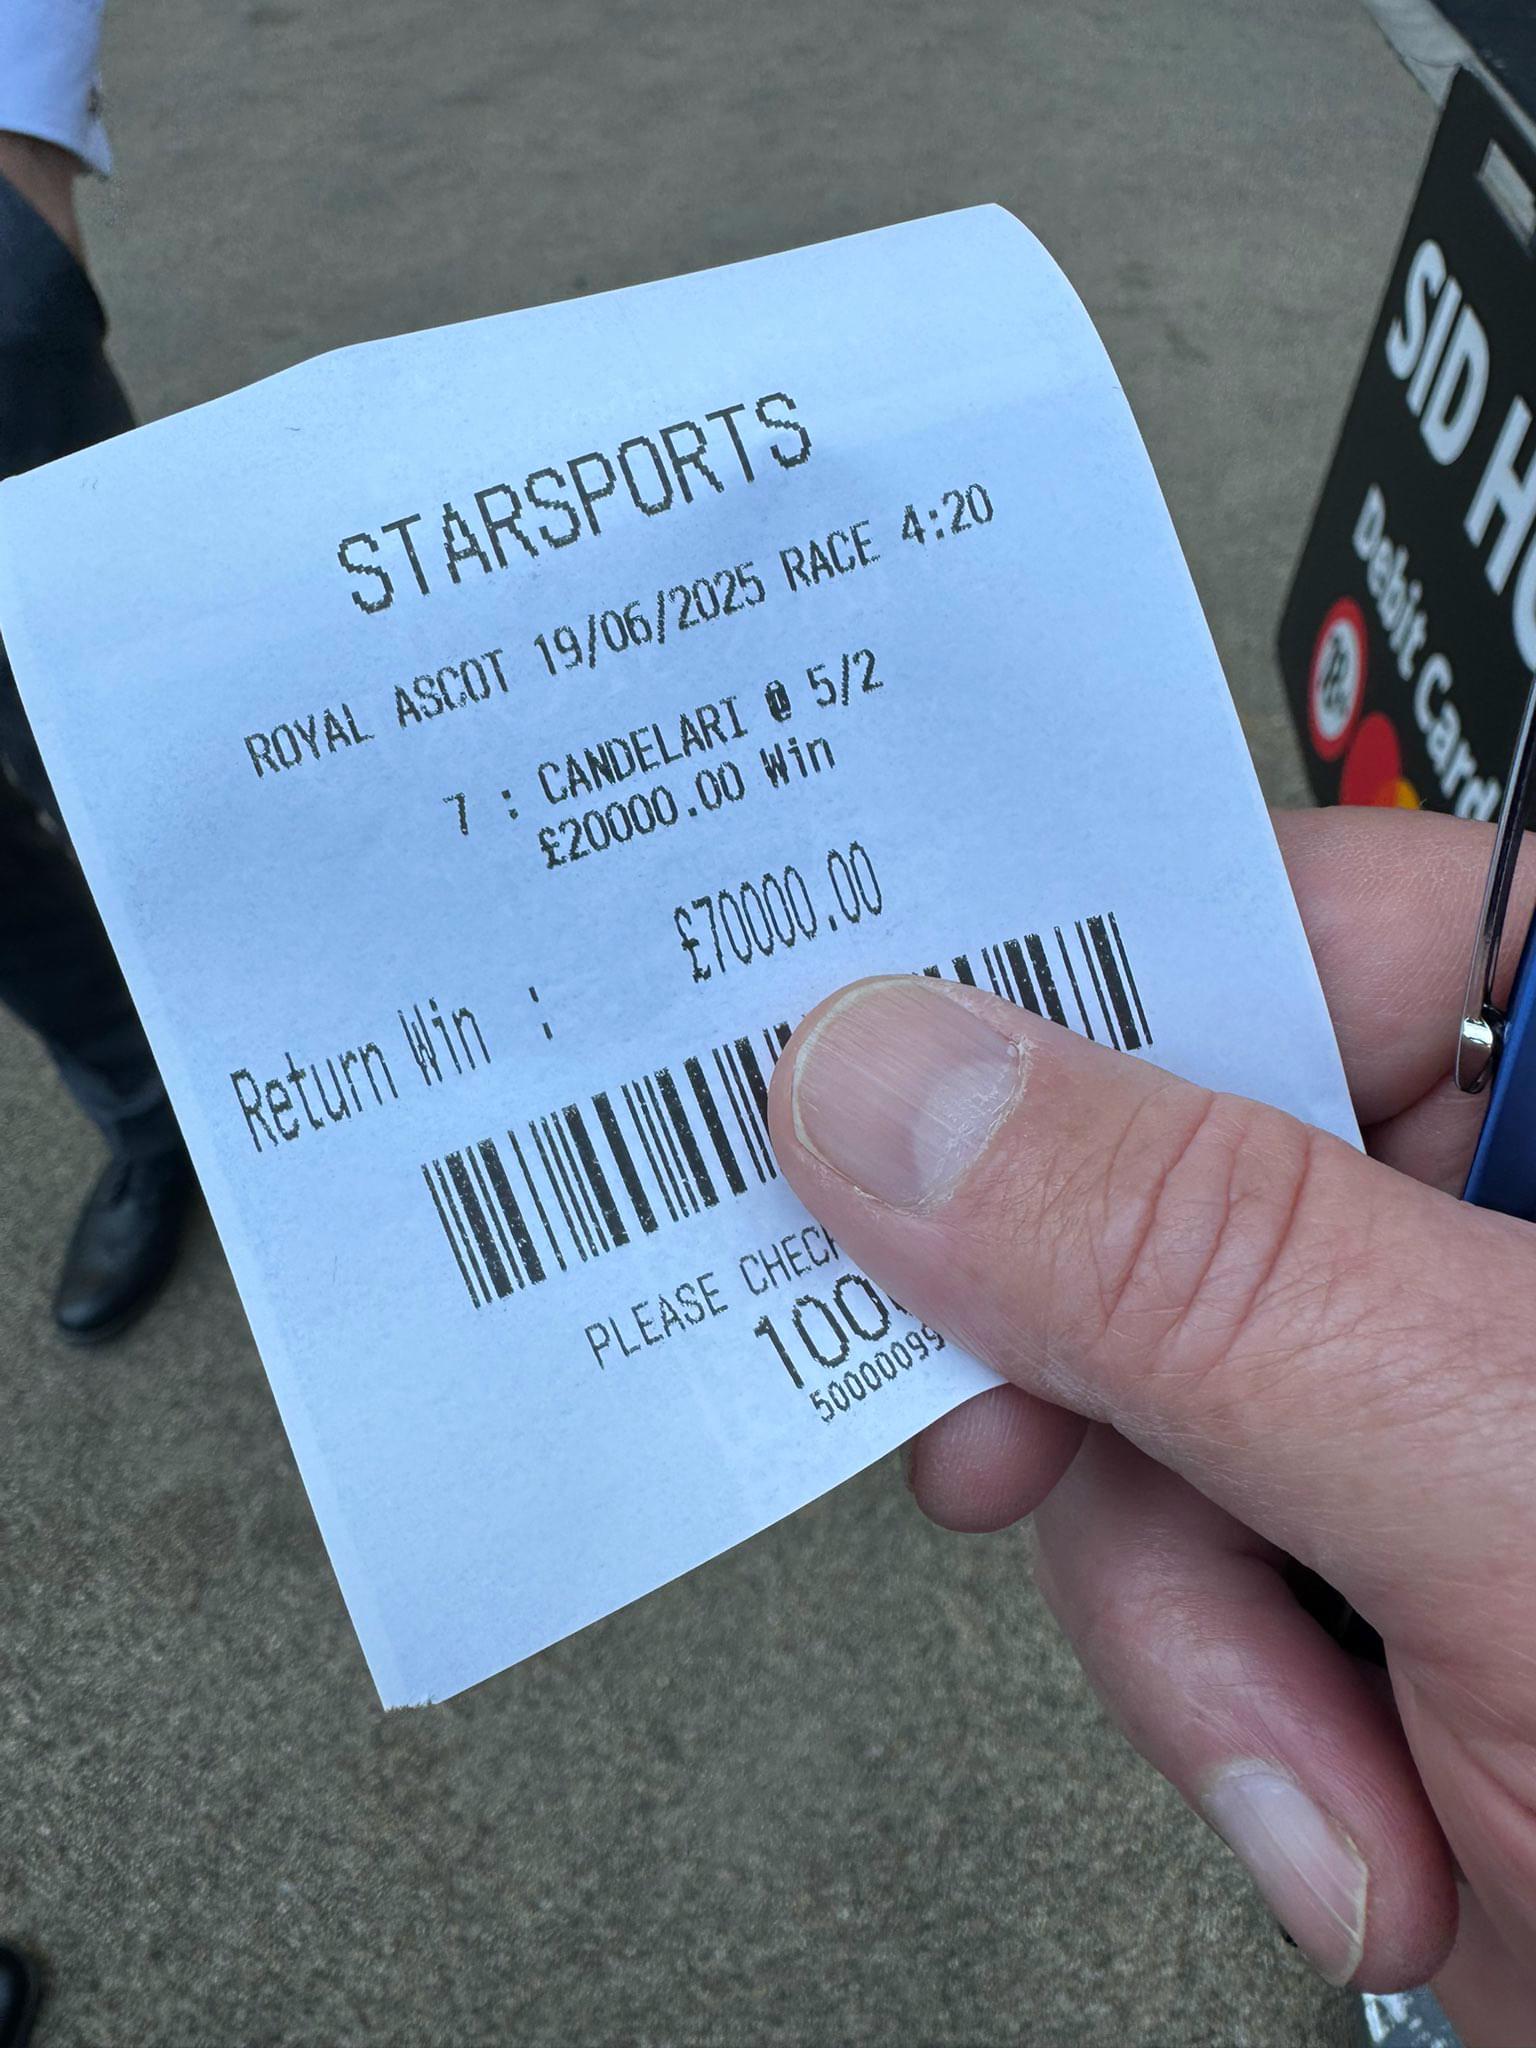 STARSPORTS
ROYAL ASCOT 19/06/2025 RACE 4:20
7 : CANDELARI @ 5/2
£20000.00 Win
Return Win : £70000.00
PLEASE CHECK
100
50000099
SID
Debit Card